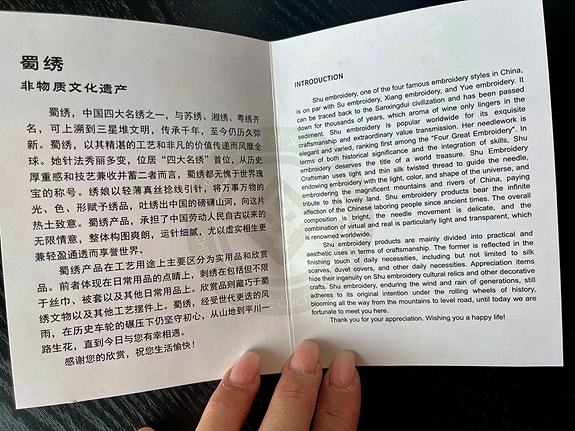 蜀绣
非物质文化遗产
蜀绣，中国四大名绣之一，与苏绣、湘绣、粤绣齐
名，可上溯到三星堆文明，传承千年，至今仍历久弥
新。蜀绣，以其精湛的工艺和非凡的价值传递而风靡全
球。她针法秀丽多变，位居“四大名绣”首位，从历史
厚重感和技艺兼收并蓄二者而言，蜀绣都无愧于世界瑰
宝的称号。绣娘以轻薄真丝捻线引针，将万事万物的
光、色、形赋予绣品，吐绣出中国的磅礴山河，向这片
热土致意。蜀绣产品，承担了中国劳动人民自古以来的
无限情意，整体构图爽朗，运针细腻，尤以虚实相生更
兼轻盈通透而享誉世界。
蜀绣产品在工艺用途上主要区分为实用品和欣赏
品。前者体现在日常用品的点睛上，刺绣在包括但不限
于丝巾、被套以及其他日常用品上。欣赏品则藏巧于蜀
绣文物以及其他工艺摆件上。蜀绣，经受世代更迭的风
雨，在历史车轮的碾压下仍坚守初心，从山地到平川一
路生花，直到今日与您有幸相遇。
感谢您的欣赏，祝您生活愉快！
INTRODUCTION
Shu embroidery, one of the four famous embroidery styles in China,
is on par with Su embroidery, Xiang embroidery, and Yue embroidery. It
can be traced back to the Sanxingdui civilization and has been passed
down for thousands of years, which aroma of wine only lingers in the
sediment. Shu embroidery is popular worldwide for its exquisite
craftsmanship and extraordinary value transmission. Her needlework is
elegant and varied, ranking first among the "Four Great Embroidery". In
terms of both historical significance and the integration of skills, Shu
embroidery deserves the title of a world treasure. Shu Embroidery
Craftsman uses light and thin silk twisted thread to guide the needle,
endowing embroidery with the light, color, and shape of the universe, and
embroidering the magnificent mountains and rivers of China, paying
tribute to this lovely land. Shu embroidery products bear the infinite
affection of the Chinese laboring people since ancient times. The overall
composition is bright, the needle movement is delicate, and the
combination of virtual and real is particularly light and transparent, which
is renowned worldwide.
Shu embroidery products are mainly divided into practical and
aesthetic uses in terms of craftsmanship. The former is reflected in the
finishing touch of daily necessities, including but not limited to silk
scarves, duvet covers, and other daily necessities. Appreciation items
hide their ingenuity on Shu embroidery cultural relics and other decorative
crafts. Shu embroidery, enduring the wind and rain of generations, still
adheres to its original intention under the rolling wheels of history,
blooming all the way from the mountains to level road, until today we are
fortunate to meet you here.
Thank you for your appreciation. Wishing you a happy life!